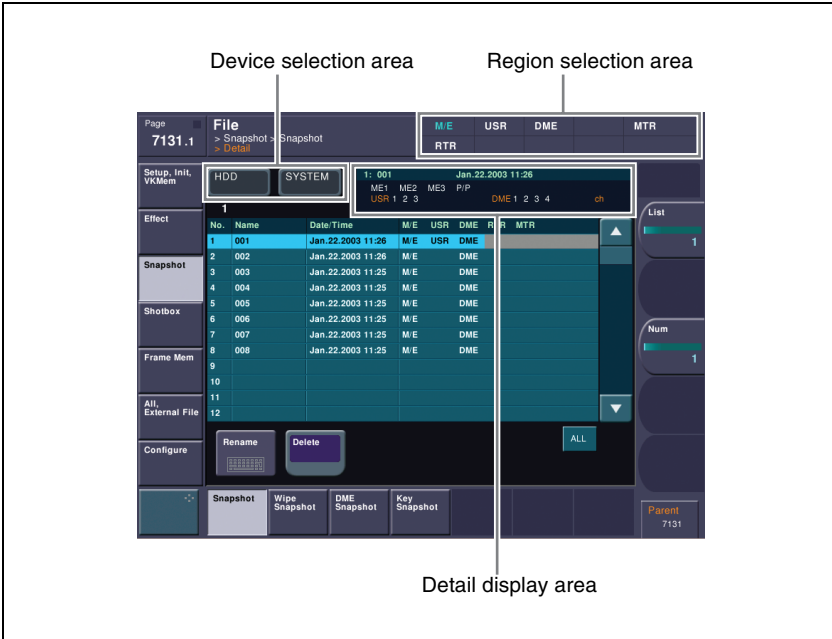 Device selection area
Region selection area
Page
7131.1
File
> Snapshot > Snapshot
> Detail
M/E USR DME MTR
RTR
Setup, Init,
VKMem
HDD SYSTEM
1: 001 Jan.22.2003 11:26
ME1 ME2 ME3 P/P
USR 1 2 3 DME 1 2 3 4 ch
Effect
1
List
1
No. Name Date/Time M/E USR DME MTR
1 001 Jan.22.2003 11:26 M/E USR DME
2 002 Jan.22.2003 11:26 M/E DME
Snapshot
3 003 Jan.22.2003 11:25 M/E DME
4 004 Jan.22.2003 11:25 M/E DME
5 005 Jan.22.2003 11:25 M/E DME
Shotbox
6 006 Jan.22.2003 11:25 M/E DME
7 007 Jan.22.2003 11:25 M/E DME
Num
1
8 008 Jan.22.2003 11:25 M/E DME
Frame Mem
9
10
11
12
All,
External File
Configure
Rename
Delete
ALL
Snapshot
Wipe
Snapshot
DME
Snapshot
Key
Snapshot
Parent
7131
Detail display area